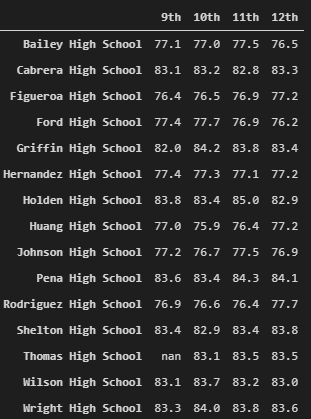 9th 10th 11th 12th
Bailey High School 77.1 77.0 77.5 76.5
Cabrera High School 83.1 83.2 82.8 83.3
Figueroa High School 76.4 76.5 76.9 77.2
Ford High School 77.4 77.7 76.9 76.2
Griffin High School 82.0 84.2 83.8 83.4
Hernandez High School 77.4 77.3 77.1 77.2
Holden High School 83.8 83.4 85.0 82.9
Huang High School 77.0 75.9 76.4 77.2
Johnson High School 77.2 76.7 77.5 76.9
Pena High School 83.6 83.4 84.3 84.1
Rodriguez High School 76.9 76.6 76.4 77.7
Shelton High School 83.4 82.9 83.4 83.8
Thomas High School nan 83.1 83.5 83.5
Wilson High School 83.1 83.7 83.2 83.0
Wright High School 83.3 84.0 83.8 83.6